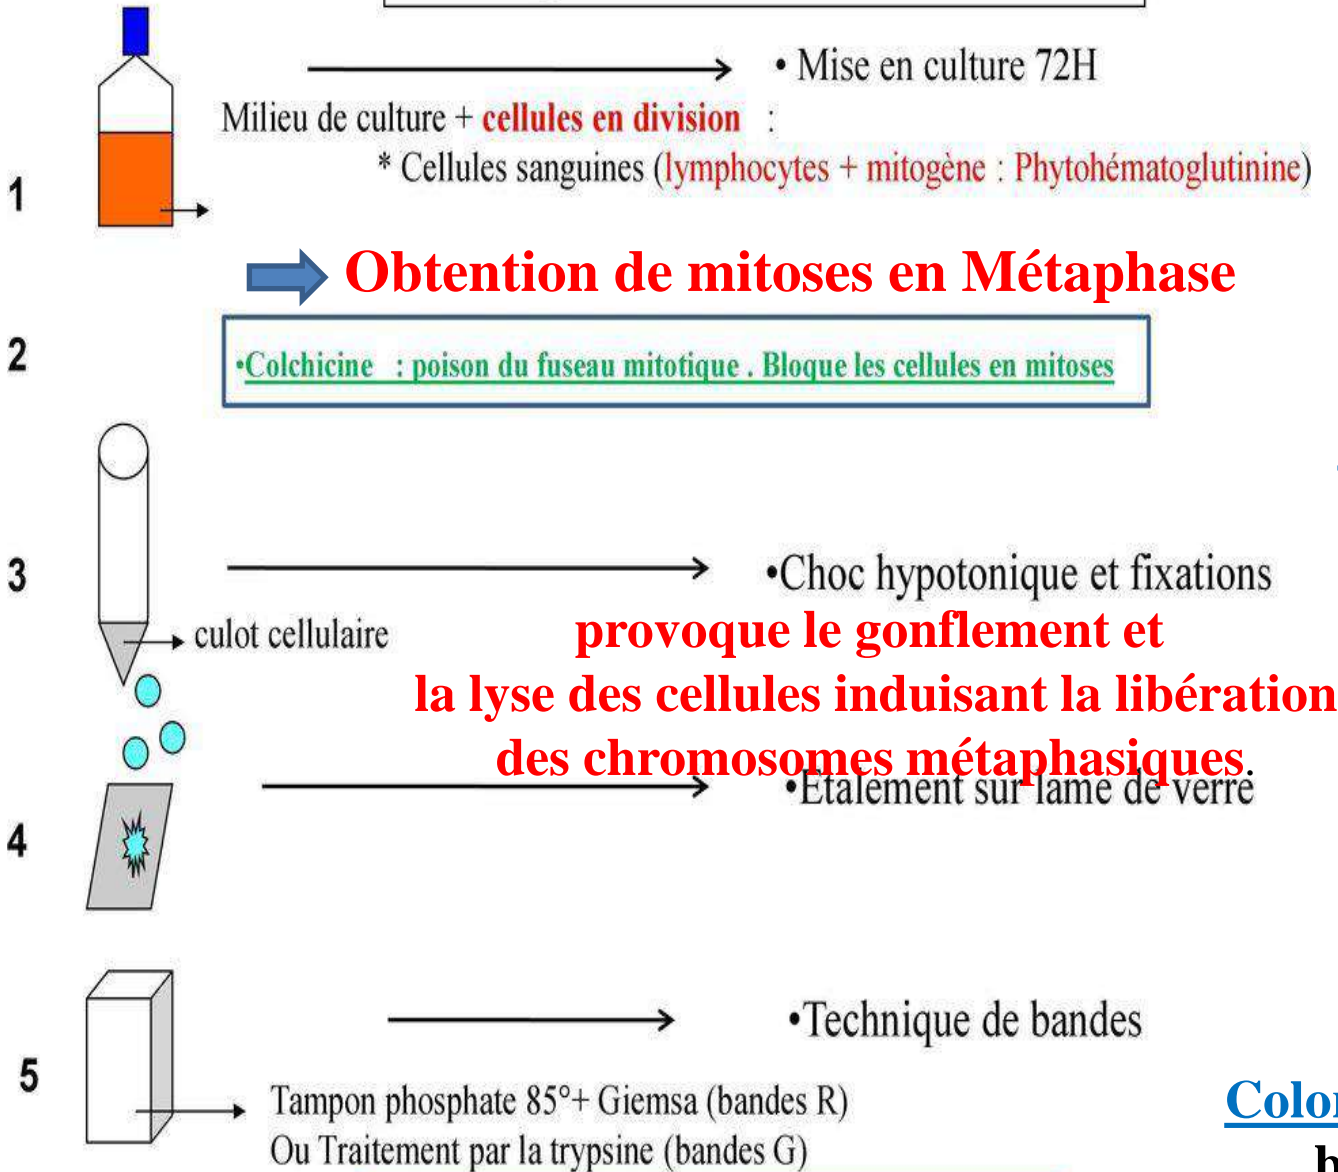 • Mise en culture 72H
Milieu de culture + cellules en division :
* Cellules sanguines (lymphocytes + mitogène : Phytohématoglutinine)
1
Obtention de mitoses en Métaphase
2
•Colchicine : poison du fuseau mitotique . Bloque les cellules en mitoses
3
•Choc hypotonique et fixations
culot cellulaire
provoque le gonflement et
la lyse des cellules induisant la libération
des chromosomes métaphasiques.
•Etalement sur lame de verre
4
•Technique de bandes
5
Tampon phosphate 85°+ Giemsa (bandes R)
Ou Traitement par la trypsine (bandes G)